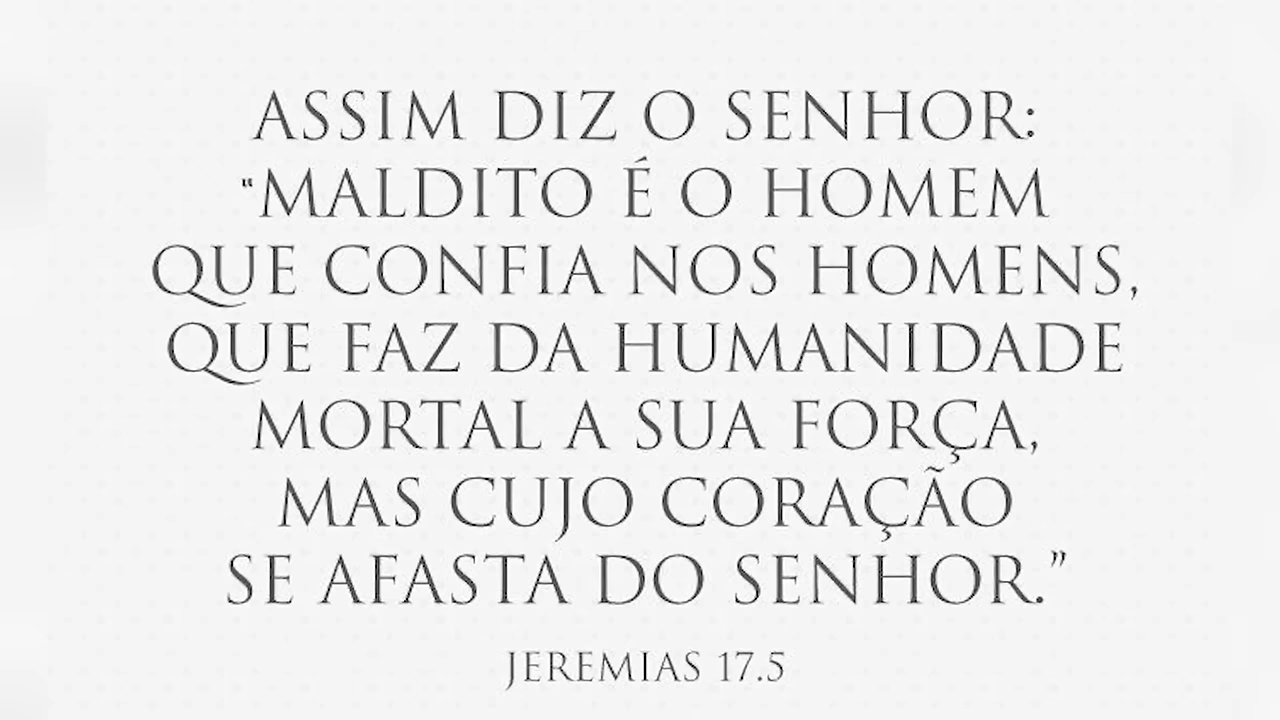 ASSIM DIZ O SENHOR:
“MALDITO É O HOMEM
QUE CONFIA NOS HOMENS,
QUE FAZ DA HUMANIDADE
MORTAL A SUA FORÇA,
MAS CUJO CORAÇÃO
SE AFASTA DO SENHOR.”
JEREMIAS 17.5